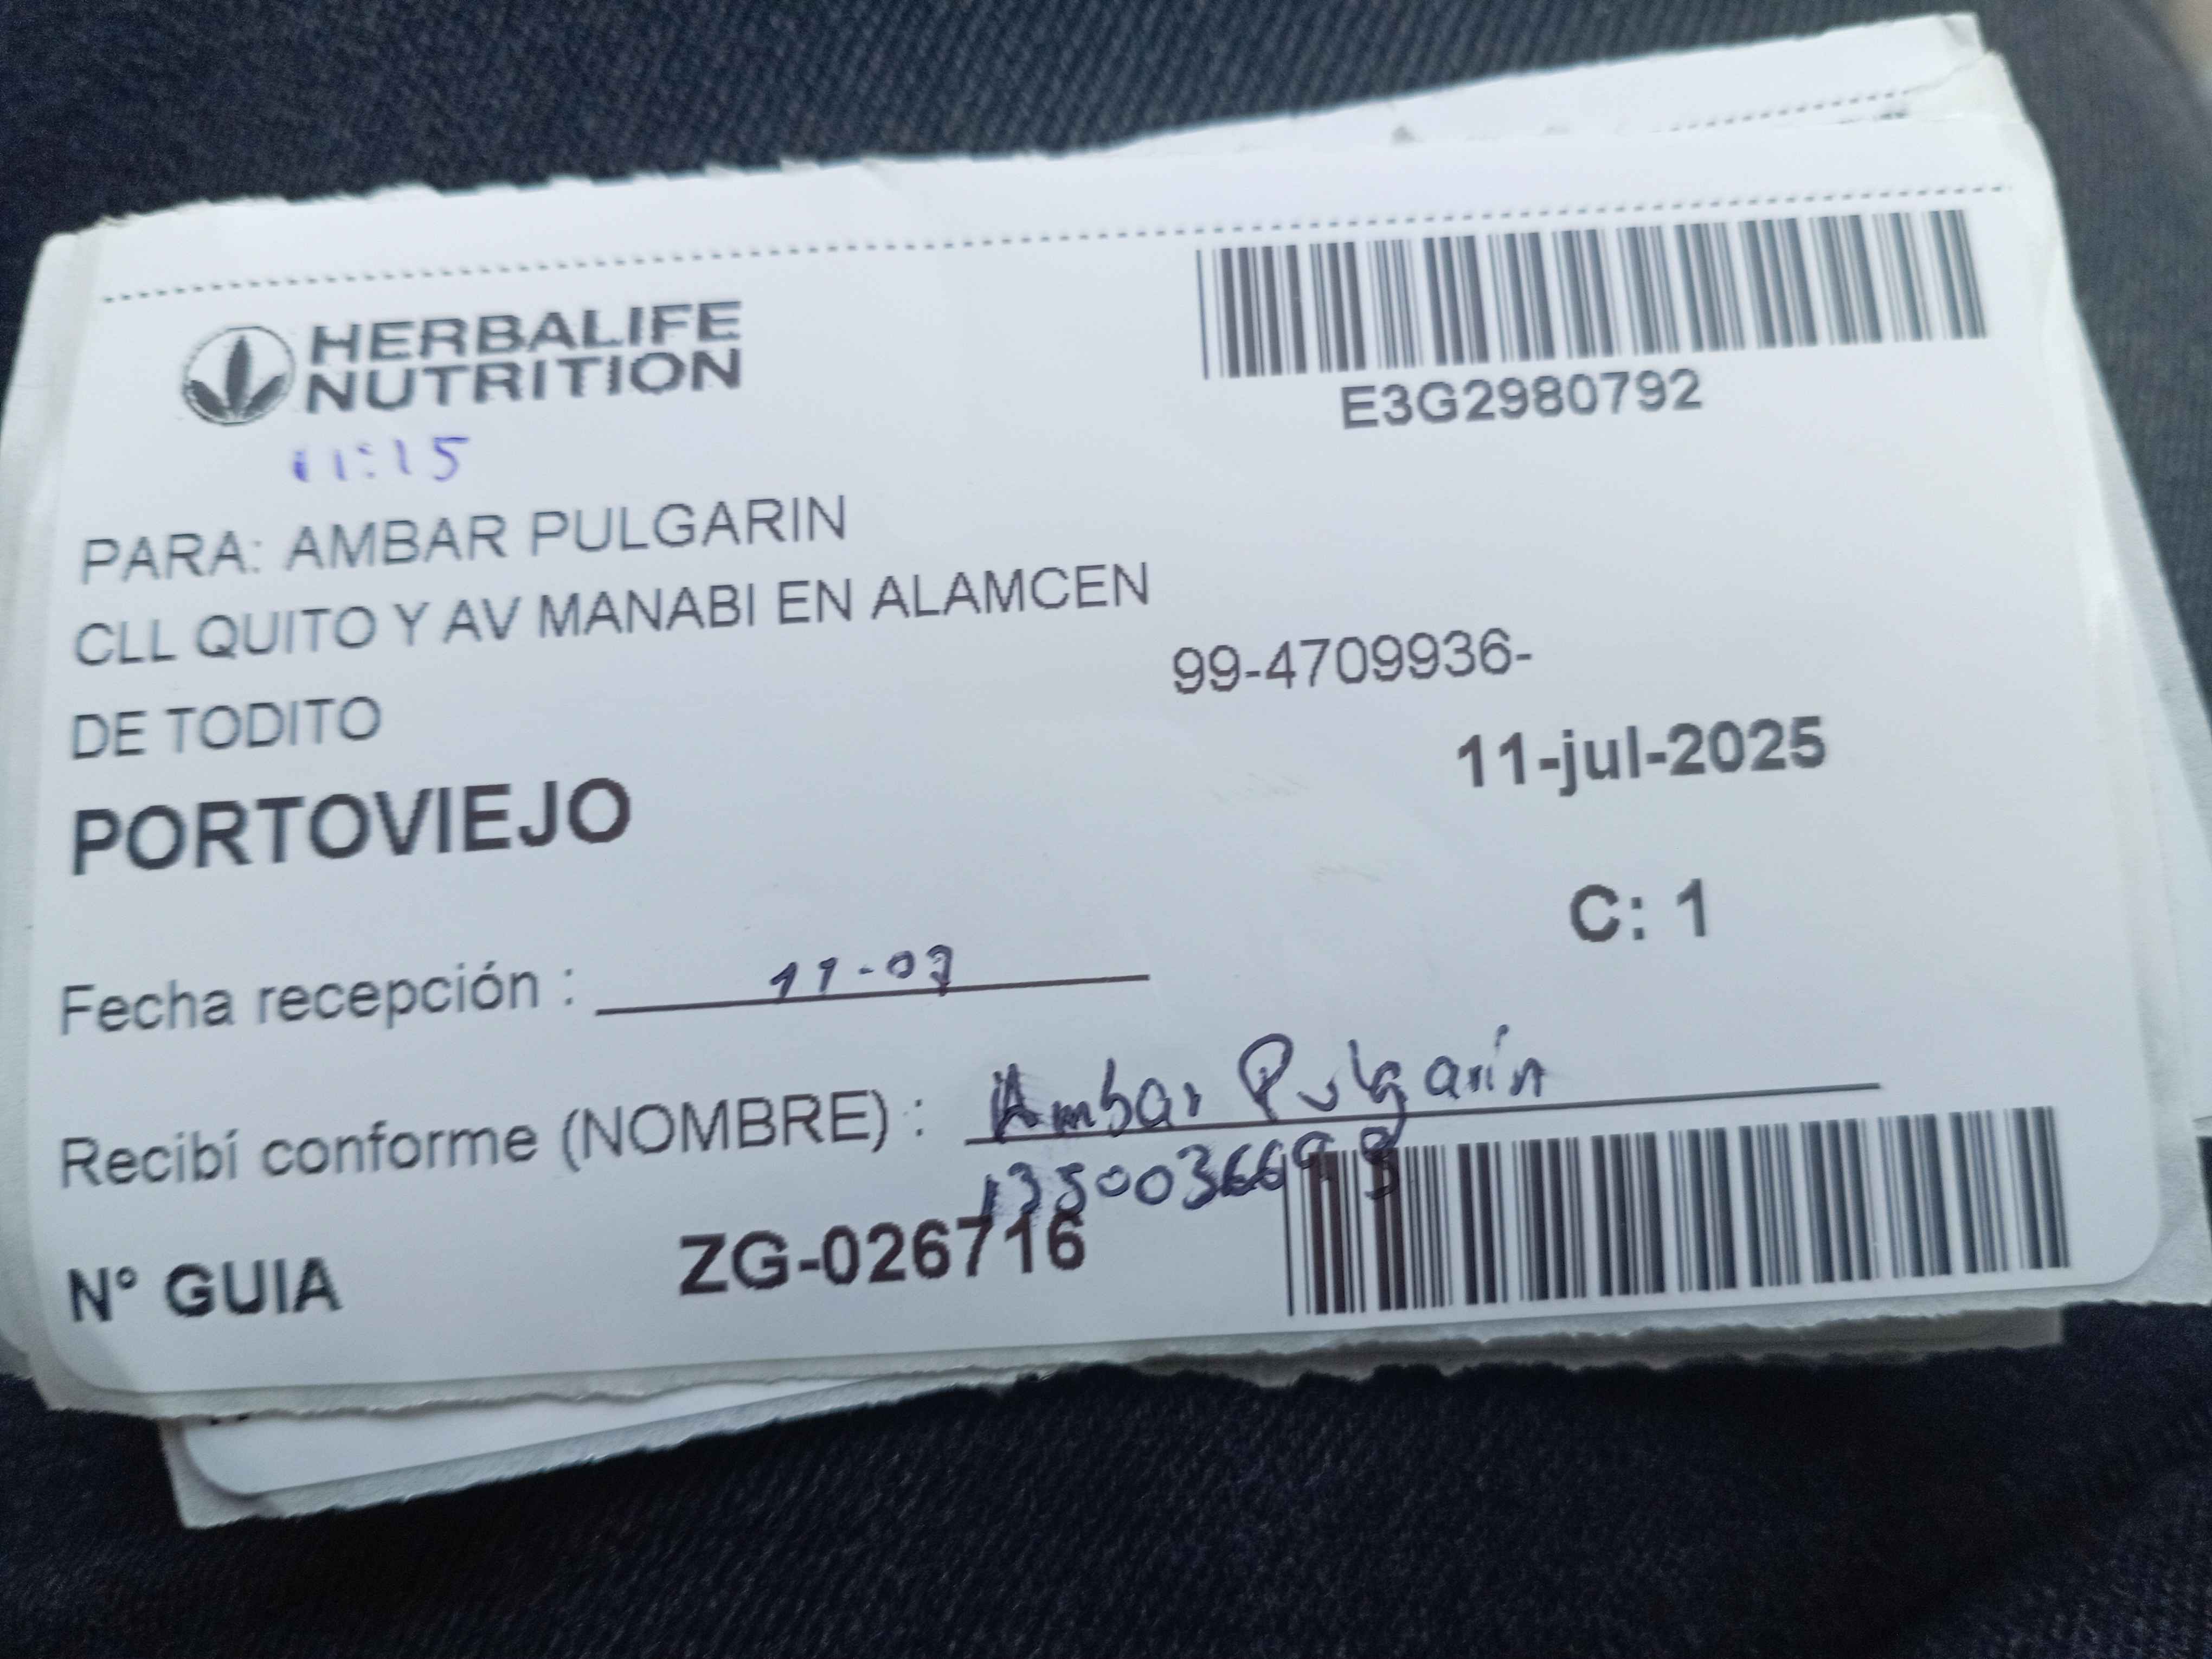 HERBALIFE
NUTRITION
E3G2980792
11:15
PARA: AMBAR PULGARIN
CLL QUITO Y AV MANABI EN ALAMCEN
99-4709936-
DE TODITO
11-jul-2025
PORTOVIEJO
C: 1
Fecha recepción : 11-07
Recibí conforme (NOMBRE) : Ambar Pulgarín
N° GUIA ZG-026716